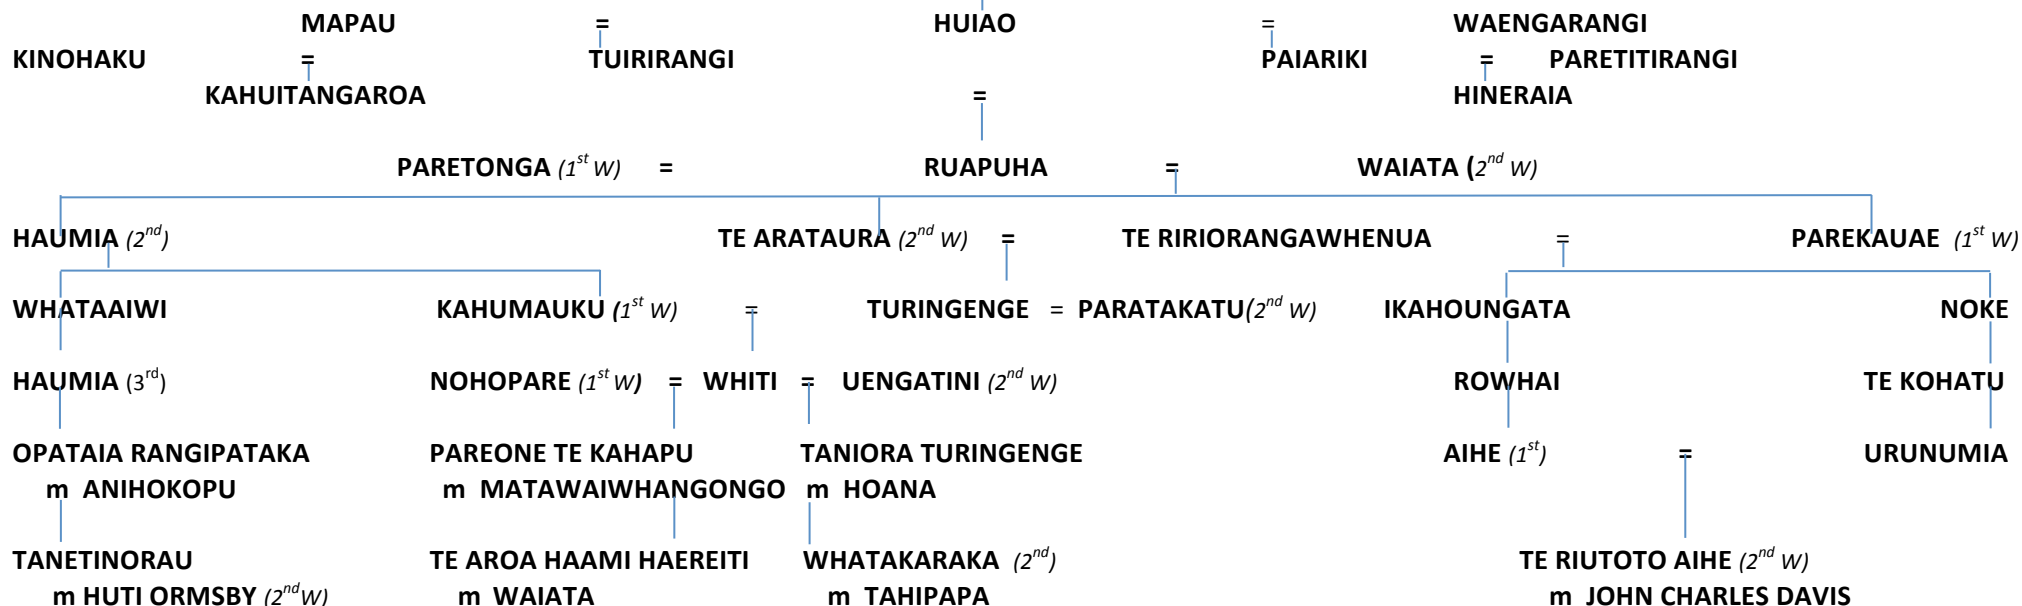 MAPAU = HUIAO = WAENGARANGI
KINOHAKU = TUIRIRANGI PAIARIKI = PARETITIRANGI
KAHUITANGAROA = HINERAIA
PARETONGA (1st W) = RUAPUHA = WAIATA (2nd W)
HAUMIA (2nd) TE ARATAURA (2nd W) = TE RIRIORANGAWHENUA = PAREKAUAE (1st W)
WHATAAIWI KAHUMAUKU (1st W) = TURINGENGE = PARATAKATU(2nd W) IKAHOUNGATA NOKE
HAUMIA (3rd) NOHOPARE (1st W) = WHITI = UENGATINI (2nd W) ROWHAI TE KOHATU
OPATAIA RANGIPATAKA PAREONE TE KAHAPU TANIORA TURINGENGE AIHE (1st) = URUNUMIA
m ANIHOKOPU m MATAWAIWHANGONGO m HOANA
TANETINORAU TE AROA HAAMI HAEREITI WHATAKARAKA (2nd) TE RIUTOTO AIHE (2nd W)
m HUTI ORMSBY (2nd W) m WAIATA m TAHIPAPA m JOHN CHARLES DAVIS